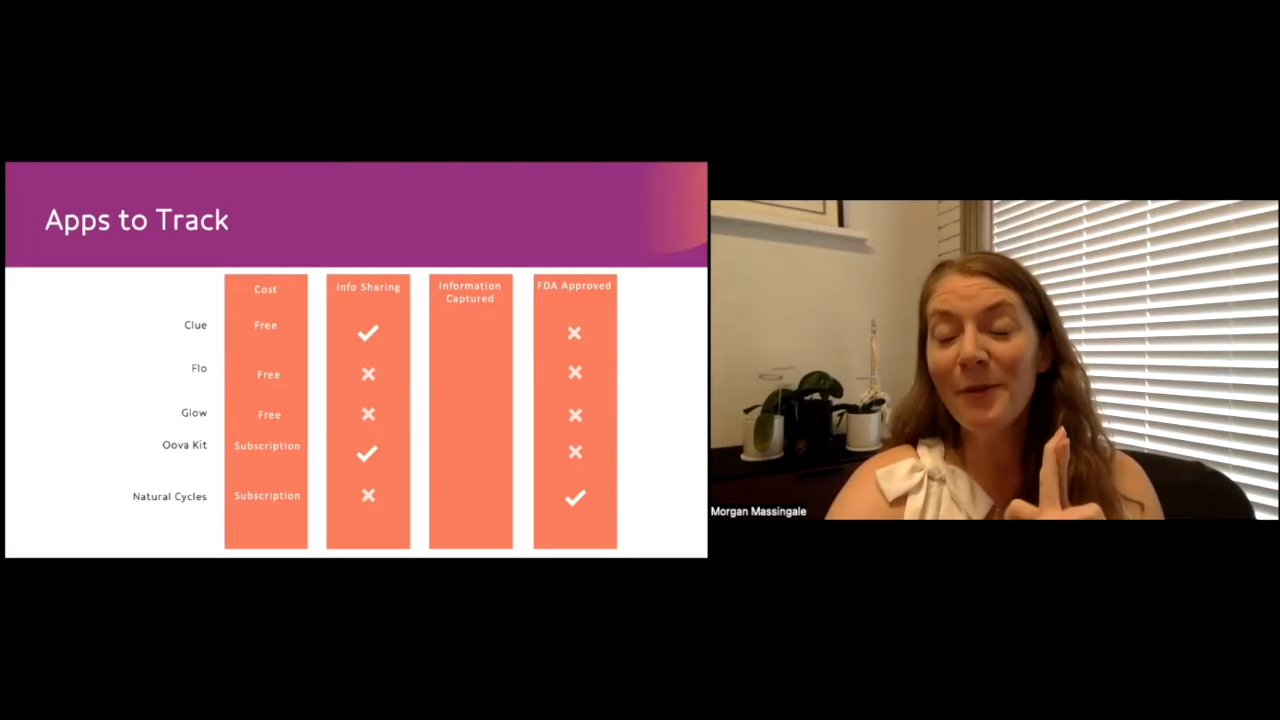 Apps to Track
Cost
Info Sharing
Information
Captured
FDA Approved
Clue
Free
Flo
Free
Glow
Free
Oova Kit
Subscription
Natural Cycles
Subscription
Morgan Massingale